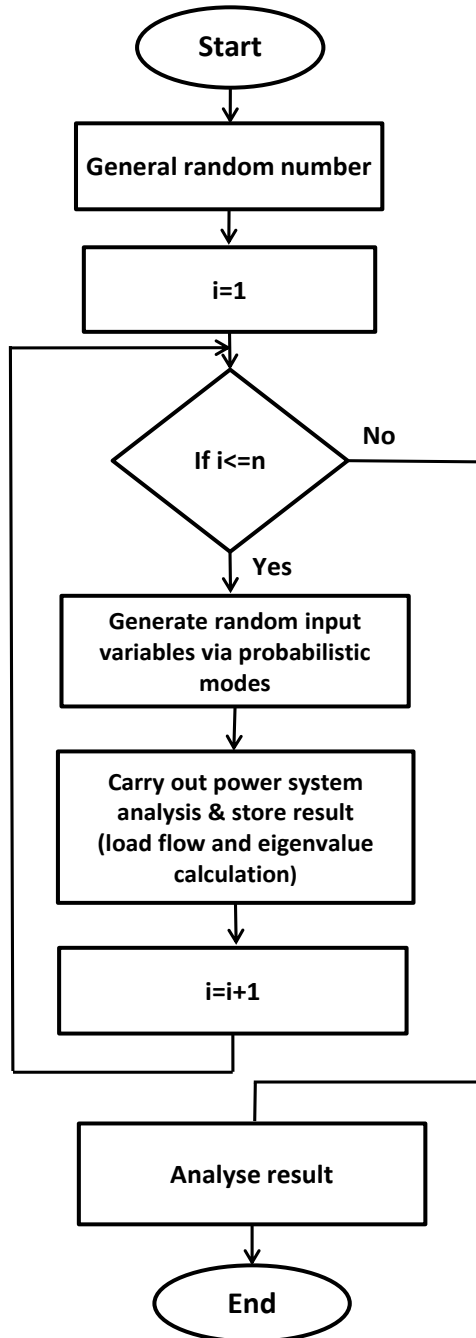 Start
General random number
i=1
If i<=n
No
Yes
Generate random input
variables via probabilistic
modes
Carry out power system
analysis & store result
(load flow and eigenvalue
calculation)
i=i+1
Analyse result
End